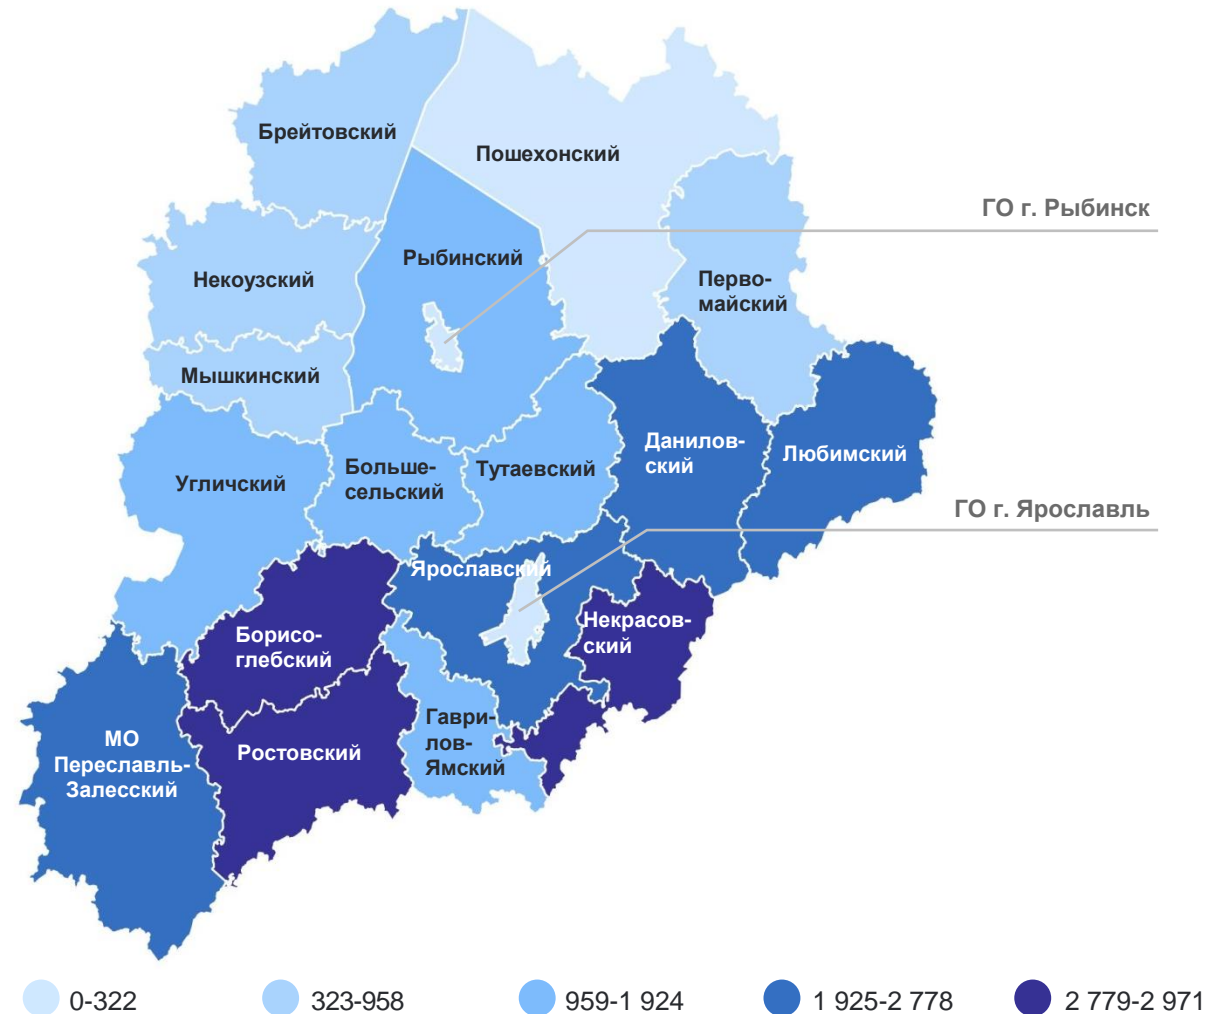 Брейтовский
Пошехонский
ГО г. Рыбинск
Рыбинский
Некоузский
Перво-
майский
Мышкинский
Данилов-
ский
Любимский
Больше-
сельский
Тутаевский
Угличский
ГО г. Ярославль
Ярославский
Некрасов-
ский
Борисо-
глебский
Гаври-
лов-
Ямский
Ростовский
МО
Переславль-
Залесский
0-322
323-958
959-1 924
1 925-2 778
2 779-2 971